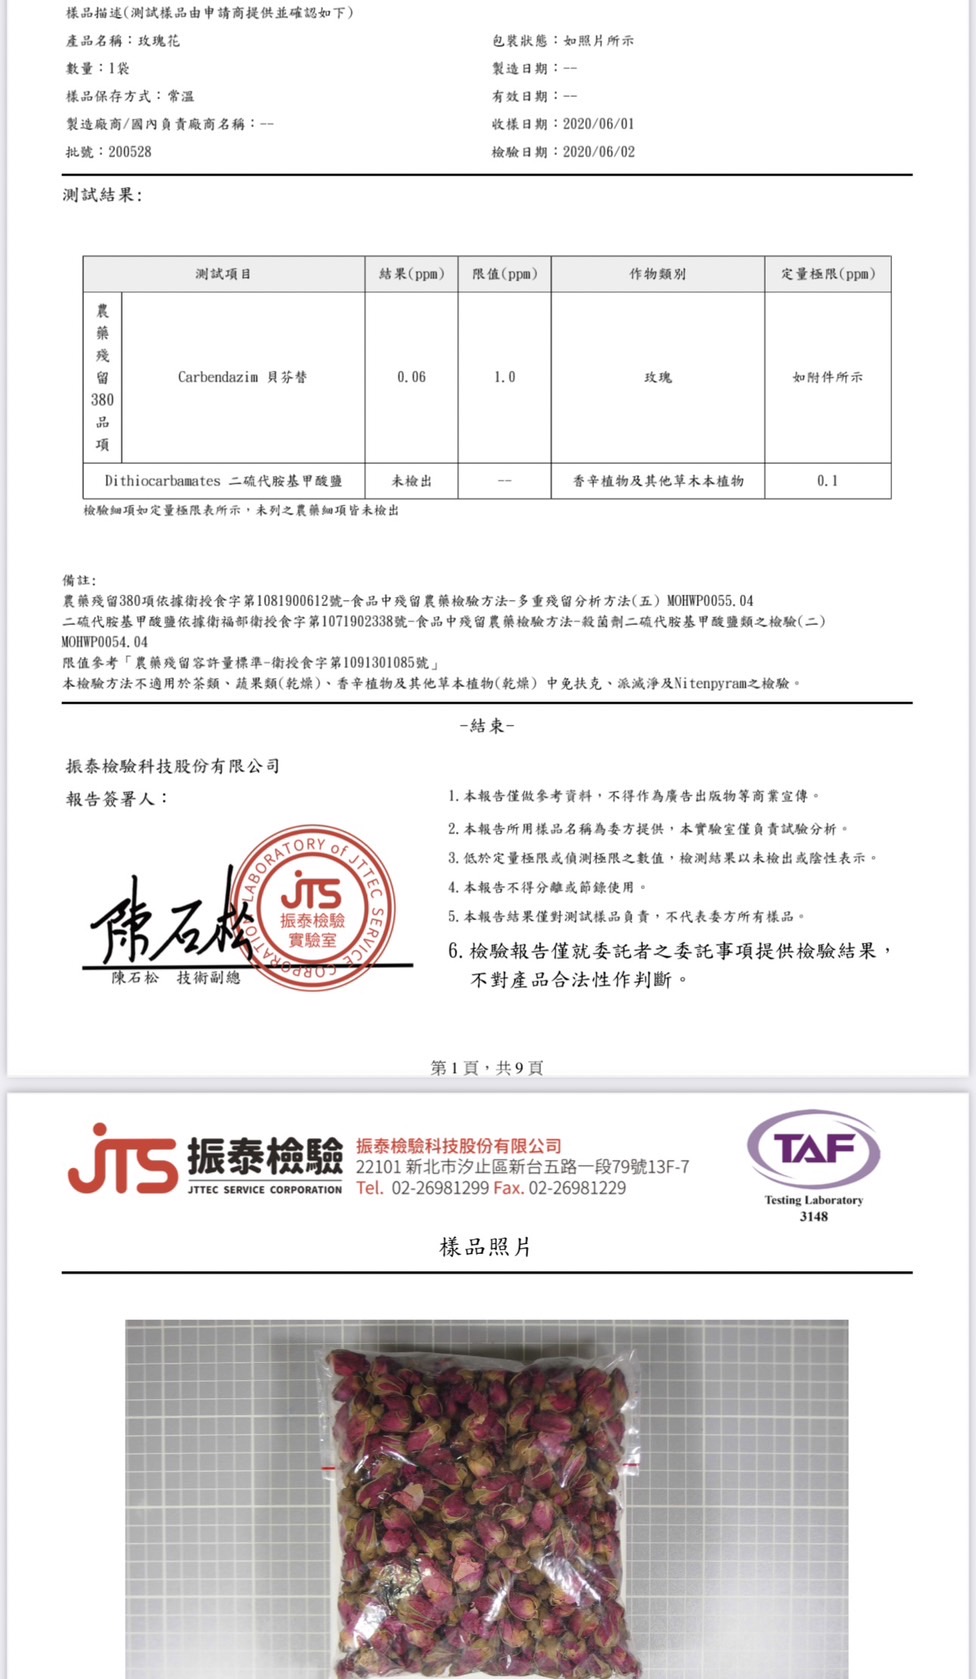 樣品描述(測試樣品由申請商提供並確認如下)
產品名稱：玫瑰花
包裝狀態：如照片所示
數量：1袋
製造日期：--
樣品保存方式：常溫
有效日期：--
製造廠商/國內負責廠商名稱：--
收樣日期：2020/06/01
批號：200528
檢驗日期：2020/06/02
測試結果:
測試項目 結果(ppm) 限值(ppm) 作物類別 定量極限(ppm)
農藥殘留380品項 Carbendazim 貝芬替 0.06 1.0 玫瑰 如附件所示
Dithiocarbamates 二硫代胺基甲酸鹽 未檢出 -- 香辛植物及其他草木本植物 0.1
檢驗細項如定量極限表所示，未列之農藥細項皆未檢出
備註:
農藥殘留380項依據衛授食字第1081900612號-食品中殘留農藥檢驗方法-多重殘留分析方法(五) MOHWP0055.04
二硫代胺基甲酸鹽依據衛福部衛授食字第1071902338號-食品中殘留農藥檢驗方法-殺菌劑二硫代胺基甲酸鹽類之檢驗(二)
MOHWP0054.04
限值參考「農藥殘留容許量標準-衛授食字第1091301085號」
本檢驗方法不適用於茶類、蔬果類(乾燥)、香辛植物及其他草本植物(乾燥) 中免扶克、派滅淨及Nitenpyram之檢驗。
-結束-
振泰檢驗科技股份有限公司
報告簽署人：
1.本報告僅做參考資料，不得作為廣告出版物等商業宣傳。
2.本報告所用樣品名稱為委方提供，本實驗室僅負責試驗分析。
3.低於定量極限或偵測極限之數值，檢測結果以未檢出或陰性表示。
4.本報告不得分離或節錄使用。
5.本報告結果僅對測試樣品負責，不代表委方所有樣品。
6.檢驗報告僅就委託者之委託事項提供檢驗結果，
不對產品合法性作判斷。
陳石松
LABORATORY of JTTEC SERVICE CORPORATION
JTS
振泰檢驗
實驗室
陳石松 技術副總
第 1 頁，共 9 頁
JTS 振泰檢驗
JTTEC SERVICE CORPORATION
振泰檢驗科技股份有限公司
22101 新北市汐止區新台五路一段79號13F-7
Tel. 02-26981299 Fax. 02-26981229
TAF
Testing Laboratory
3148
樣品照片